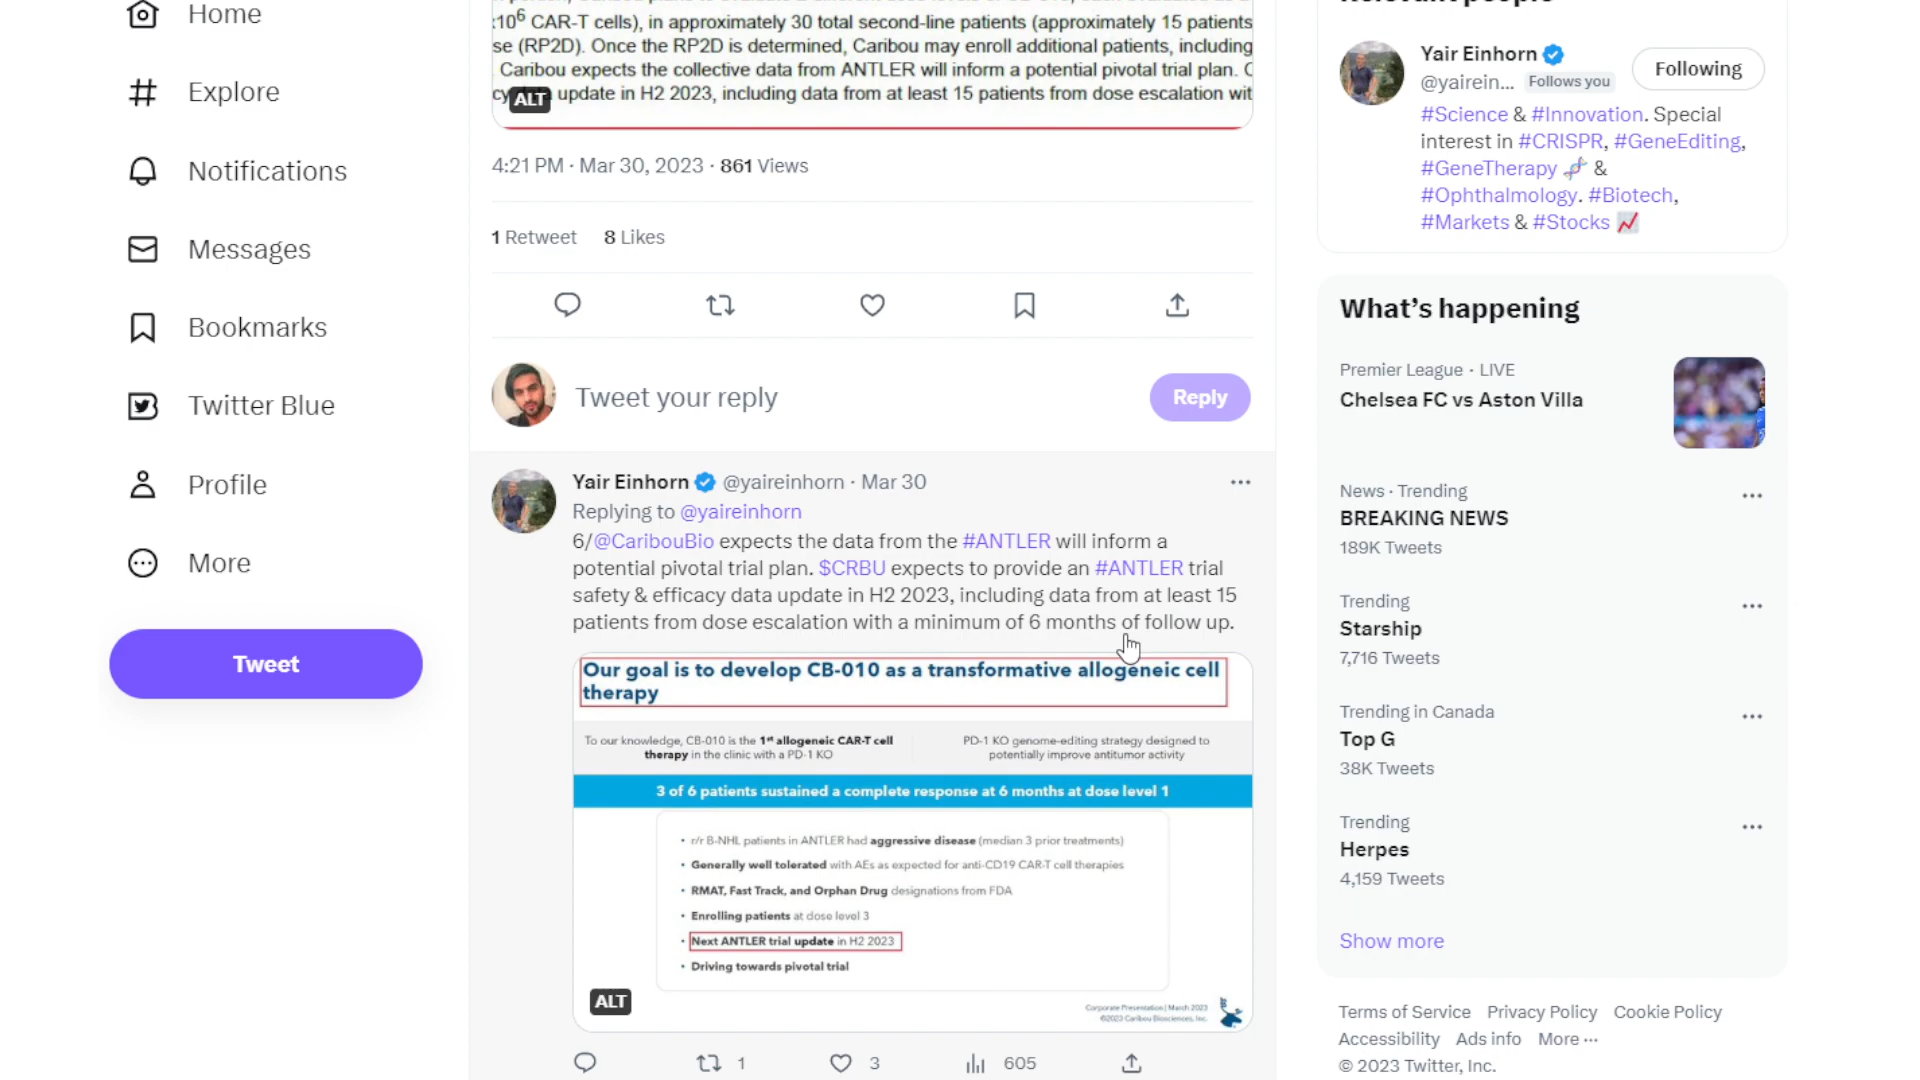 Home
Explore
Notifications
Messages
Bookmarks
Twitter Blue
Profile
More
Tweet
:10⁶ CAR-T cells), in approximately 30 total second-line patients (approximately 15 patients
se (RP2D). Once the RP2D is determined, Caribou may enroll additional patients, including
Caribou expects the collective data from ANTLER will inform a potential pivotal trial plan. C
update in H2 2023, including data from at least 15 patients from dose escalation wit
ALT
4:21 PM · Mar 30, 2023 · 861 Views
1 Retweet 8 Likes
Tweet your reply
Reply
Yair Einhorn @yaireinhorn · Mar 30
Replying to @yaireinhorn
6/@CaribouBio expects the data from the #ANTLER will inform a
potential pivotal trial plan. $CRBU expects to provide an #ANTLER trial
safety & efficacy data update in H2 2023, including data from at least 15
patients from dose escalation with a minimum of 6 months of follow up.
Our goal is to develop CB-010 as a transformative allogeneic cell
therapy
To our knowledge, CB-010 is the 1st allogeneic CAR-T cell
therapy in the clinic with a PD-1 KO
PD-1 KO genome-editing strategy designed to
potentially improve antitumor activity
3 of 6 patients sustained a complete response at 6 months at dose level 1
• r/r B-NHL patients in ANTLER had aggressive disease (median 3 prior treatments)
• Generally well tolerated with AEs as expected for anti-CD19 CAR-T cell therapies
• RMAT, Fast Track, and Orphan Drug designations from FDA
• Enrolling patients at dose level 3
• Next ANTLER trial update in H2 2023
• Driving towards pivotal trial
ALT
Corporate Presentation | March 2023
©2023 Caribou Biosciences, Inc.
1 3 605
Yair Einhorn
@yairein... Follows you
Following
#Science & #Innovation. Special
interest in #CRISPR, #GeneEditing,
#GeneTherapy &
#Ophthalmology. #Biotech,
#Markets & #Stocks
What's happening
Premier League · LIVE
Chelsea FC vs Aston Villa
News · Trending
BREAKING NEWS
189K Tweets
Trending
Starship
7,716 Tweets
Trending in Canada
Top G
38K Tweets
Trending
Herpes
4,159 Tweets
Show more
Terms of Service Privacy Policy Cookie Policy
Accessibility Ads info More ···
© 2023 Twitter, Inc.